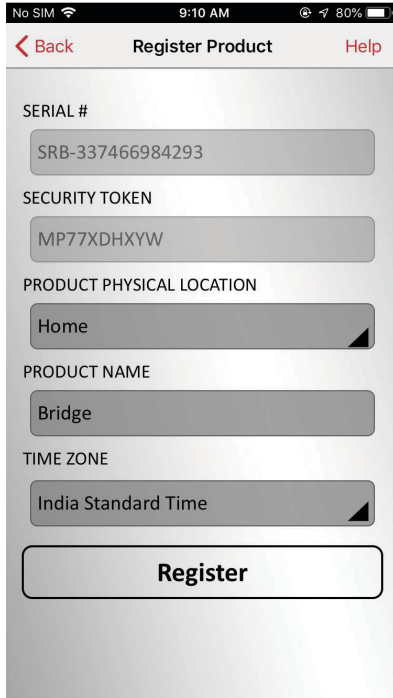 No SIM 9:10 AM 80%
Back Register Product Help
SERIAL #
SRB-337466984293
SECURITY TOKEN
MP77XDHXYW
PRODUCT PHYSICAL LOCATION
Home
PRODUCT NAME
Bridge
TIME ZONE
India Standard Time
Register